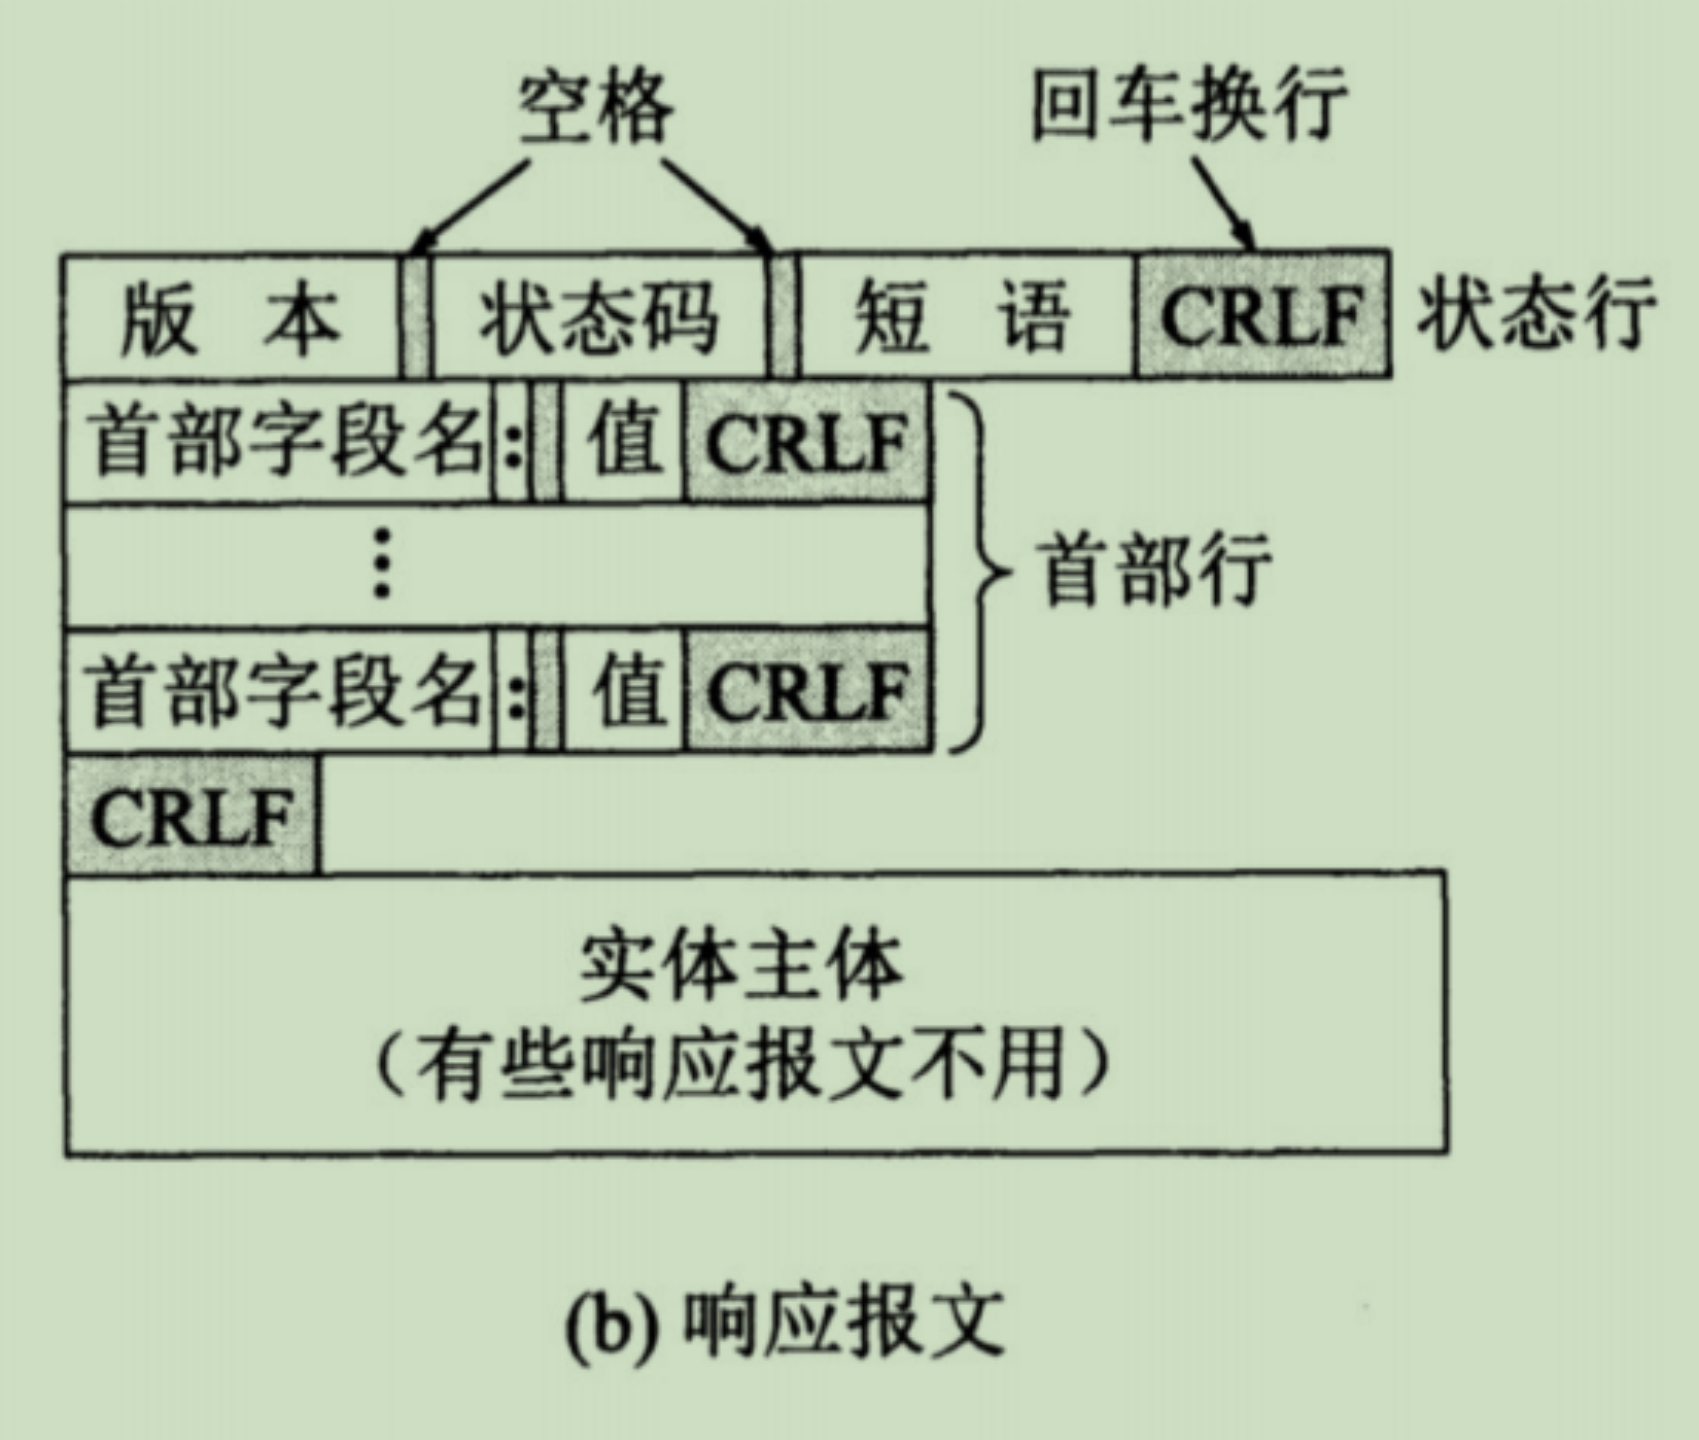 空格 回车换行
版 本 状态码 短 语 CRLF 状态行
首部字段名 : 值 CRLF
首部行
首部字段名 : 值 CRLF
CRLF
实体主体
（有些响应报文不用）
(b) 响应报文